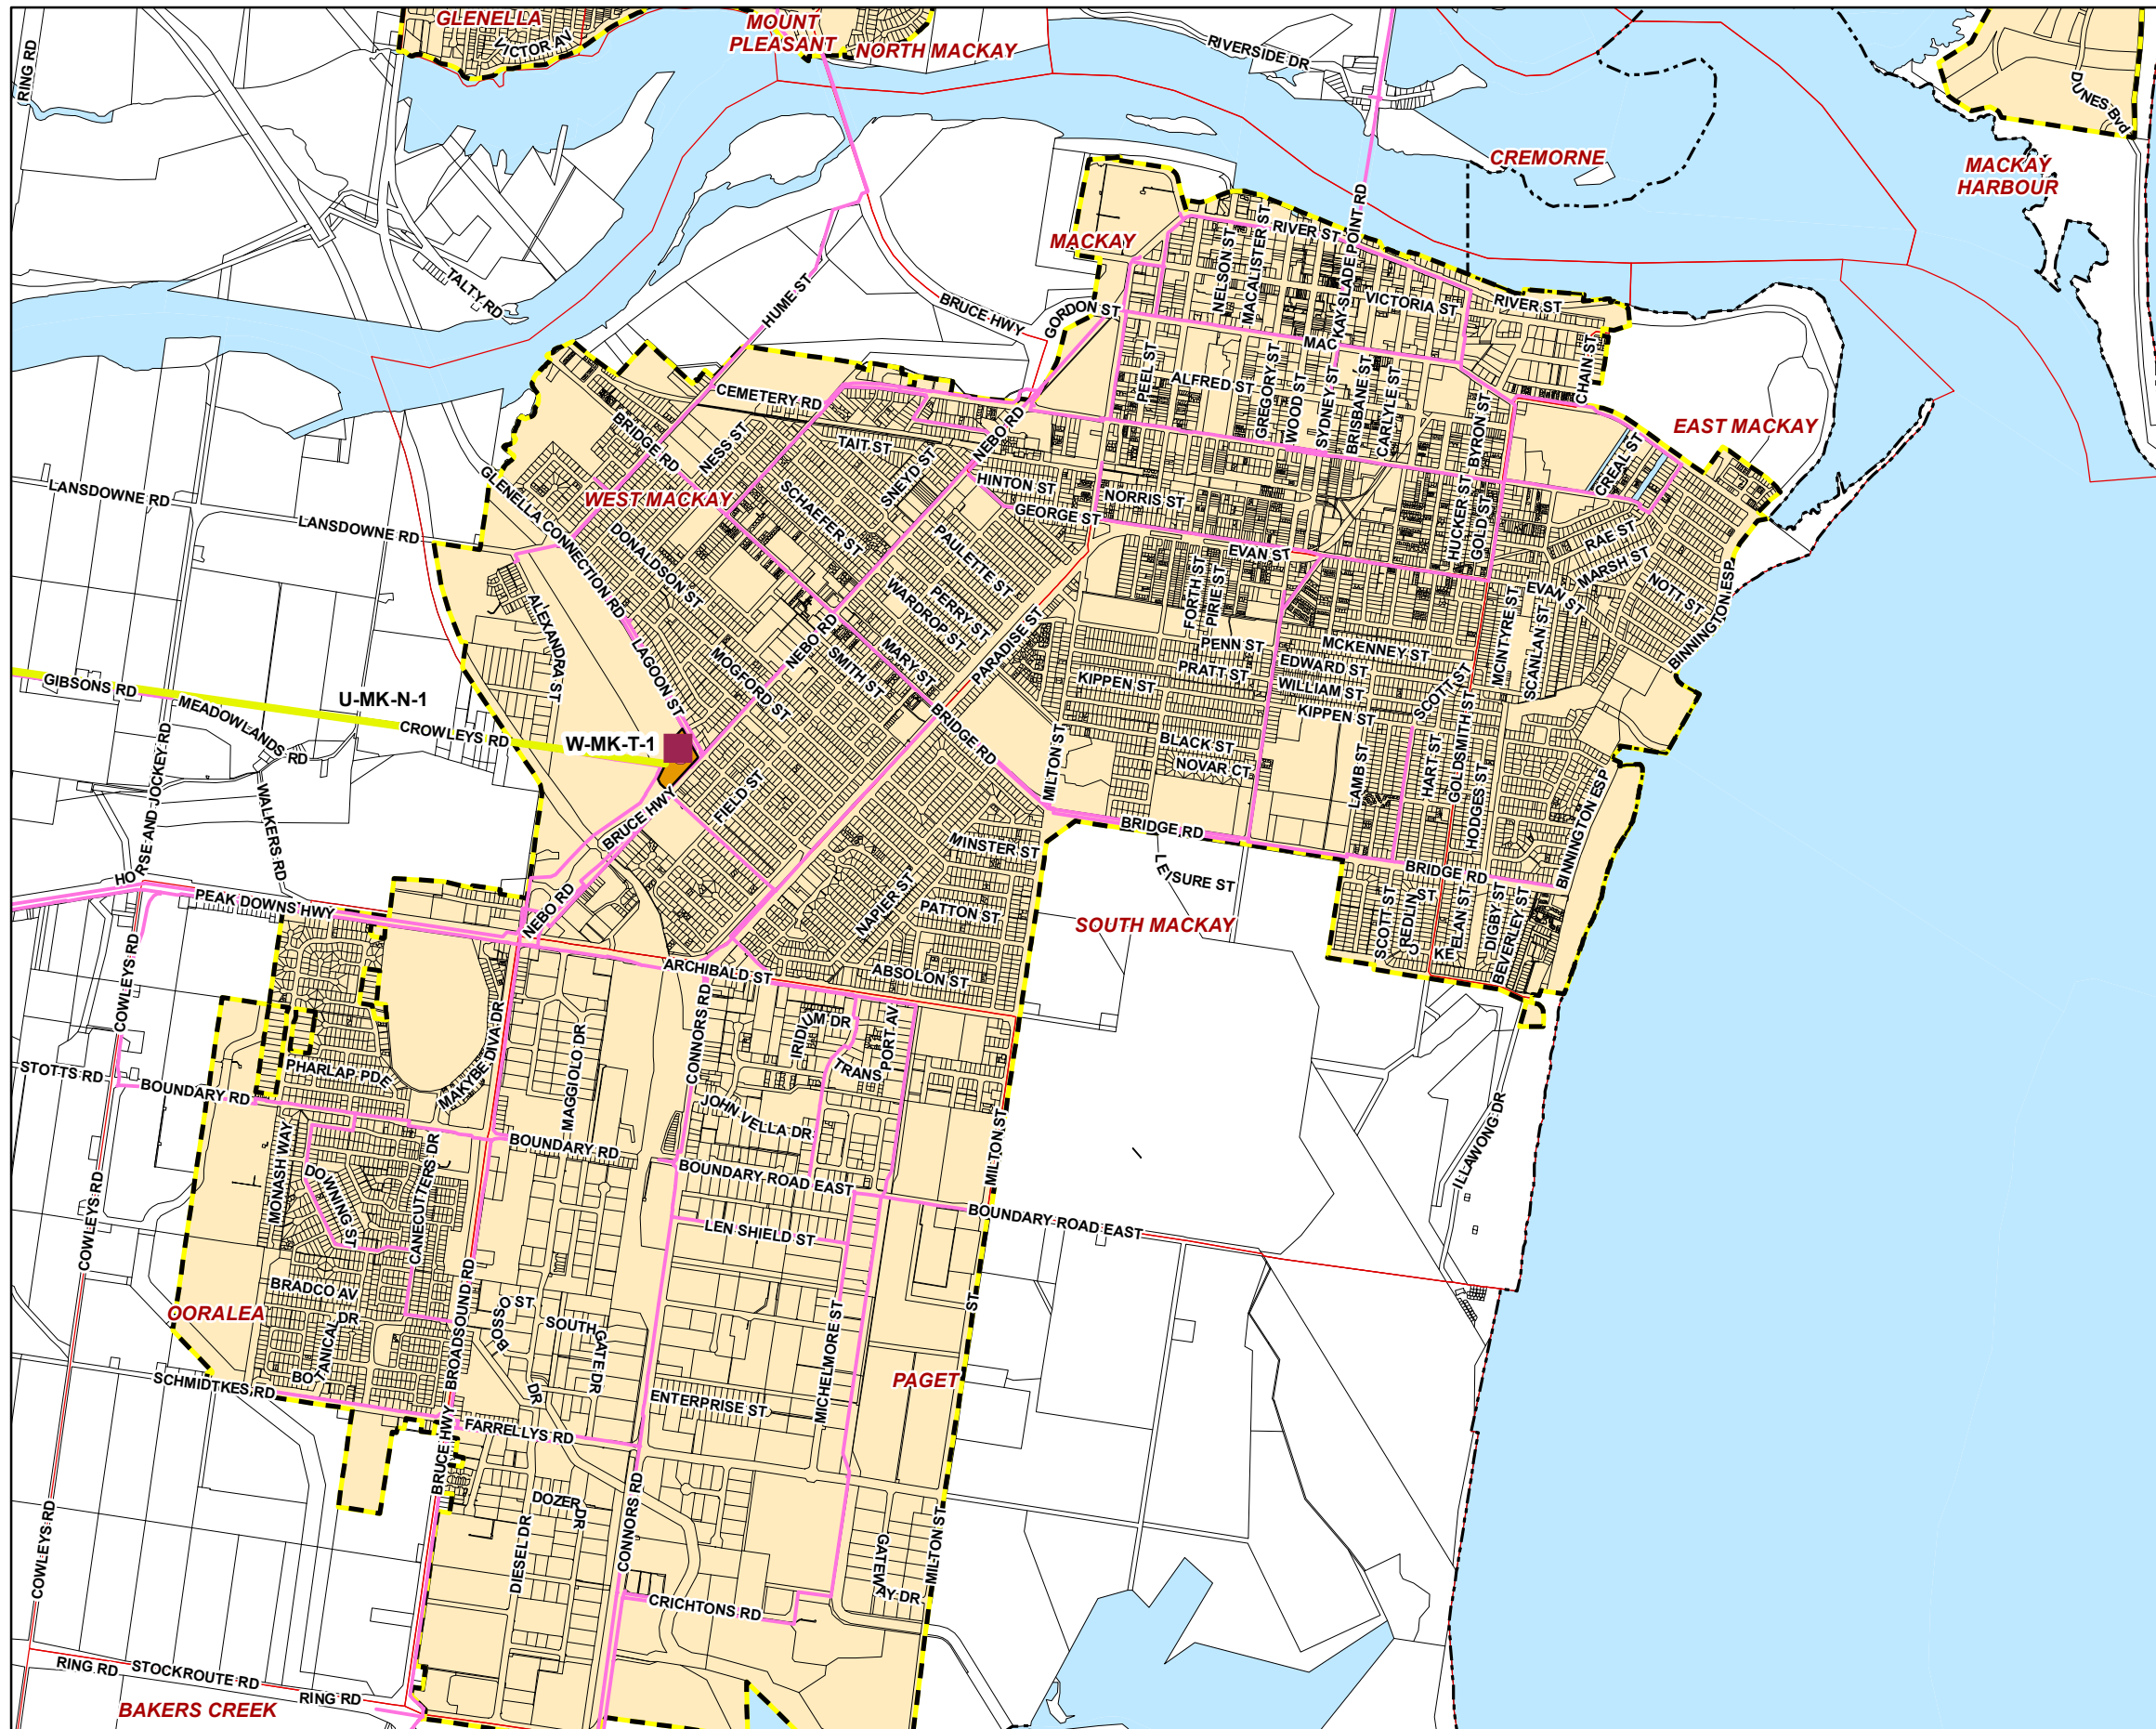 GLENELLA
VICTOR AV
MOUNT
PLEASANT
NORTH MACKAY
RIVERSIDE DR
RING RD
DUNES Bvd
CREMORNE
MACKAY
HARBOUR
MACKAY
RIVER ST
NELSON ST
MACALISTER ST
MACKAY-SLADE POINT RD
VICTORIA ST
RIVER ST
TALTY RD
HUME ST
BRUCE HWY
GORDON ST
CHAIN ST
PEEL ST
ALFRED ST
GREGORY ST
WOOD ST
SYDNEY ST
BRISBANE ST
CARLYLE ST
BYRON ST
CEMETERY RD
BRIDGE RD
NESS ST
TAIT ST
SNEYD ST
NEBO RD
EAST MACKAY
CREAL ST
LANSDOWNE RD
LANSDOWNE RD
GLENELLA CONNECTION RD
WEST MACKAY
SCHAEFER ST
HINTON ST
GEORGE ST
NORRIS ST
HUCKER ST
GOLD ST
RAE ST
MARSH ST
NOTT ST
EVAN ST
EVAN ST
DONALDSON ST
PAULETTE ST
PERRY ST
WARDROP ST
FORTH ST
PIRIE ST
PENN ST
PRATT ST
MCKENNEY ST
EDWARD ST
WILLIAM ST
KIPPEN ST
KIPPEN ST
MCINTYRE ST
SCANLAN ST
BINNINGTON ESP
ALEXANDRA ST
LAGOON ST
MOGFORD ST
NEBO RD
SMITH ST
MARY ST
PARADISE ST
BRIDGE RD
SCOTT ST
GOLDSMITH ST
GIBSONS RD
MEADOWLANDS RD
U-MK-N-1
CROWLEYS RD
W-MK-T-1
BLACK ST
NOVAR CT
MILTON ST
LAMB ST
HART ST
HODGES ST
BINNINGTON ESP
HORSE AND JOCKEY RD
WALKERS RD
BRUCE HWY
FIELD ST
MINSTER ST
BRIDGE RD
LEISURE ST
BRIDGE RD
PEAK DOWNS HWY
NEBO RD
NAPIER ST
PATTON ST
SOUTH MACKAY
SCOTT ST
CREDLIN ST
KEELAN ST
DIGBY ST
BEVERLEY ST
COWLEYS RD
ARCHIBALD ST
ABSOLON ST
CONNORS RD
IRIDIUM DR
PORT AV
TRANS
MAGGIOLO DR
MAKYBE DIVA DR
PHARLAP PDE
STOTTS RD
BOUNDARY RD
JOHN VELLA DR
MILTON ST
ILLAWONG DR
MONASH WAY
DOWNING ST
CANECUTTERS DR
BOUNDARY RD
BOUNDARY ROAD EAST
BOUNDARY ROAD EAST
COWLEYS RD
LEN SHIELD ST
BRADCO AV
OORALEA
BOTANICAL DR
BROADSOUND RD
BOSSO ST
SOUTHGATE DR
DR
MICHELMORE ST
ST
PAGET
SCHMIDTKES RD
ENTERPRISE ST
FARRELLYS RD
BRUCE HWY
DOZER DR
DIESEL DR
CONNORS RD
GATEWAY DR
MILTON ST
COWLEYS RD
CRICHTONS RD
RING RD
STOCKROUTE RD
RING RD
BAKERS CREEK